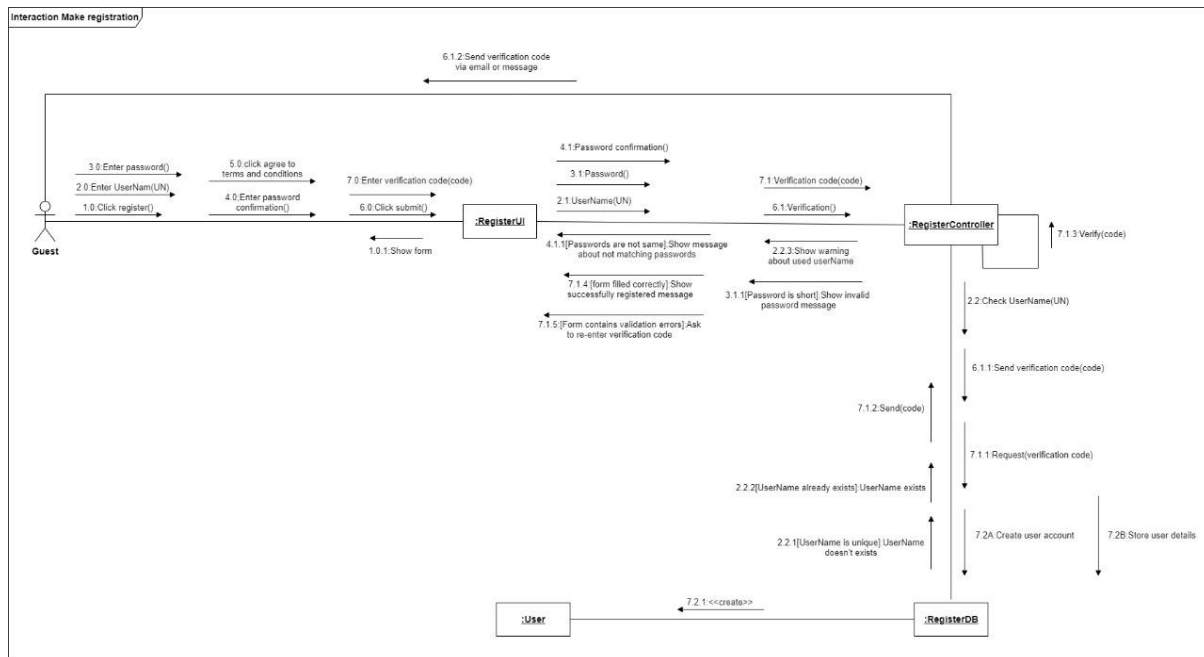 Interaction Make registration
6.1.2:Send verification code
via email or message
4.1:Password confirmation()
3.0:Enter password()
5.0:click agree to
terms and conditions
3.1:Password()
7.1:Verification code(code)
2.0:Enter UserNam(UN)
7.0:Enter verification code(code)
4.0:Enter password
confirmation()
2.1:UserName(UN)
1.0:Click register()
6.0:Click submit()
6.1:Verification()
:RegisterUI
:RegisterController
7.1.3:Verify(code)
Guest
1.0.1:Show form
4.1.1[Passwords are not same]:Show message
about not matching passwords
2.2.3:Show warning
about used userName
7.1.4:[form filled correctly]:Show
successfully registered message
3.1.1[Password is short]:Show invalid
password message
2.2:Check UserName(UN)
7.1.5:[Form contains validation errors]:Ask
to re-enter verification code
6.1.1:Send verification code(code)
7.1.2:Send(code)
7.1.1:Request(verification code)
2.2.2[UserName already exists]:UserName exists
2.2.1[UserName is unique]:UserName
doesn't exists
7.2A:Create user account
7.2B:Store user details
7.2.1:<<create>>
:User
:RegisterDB